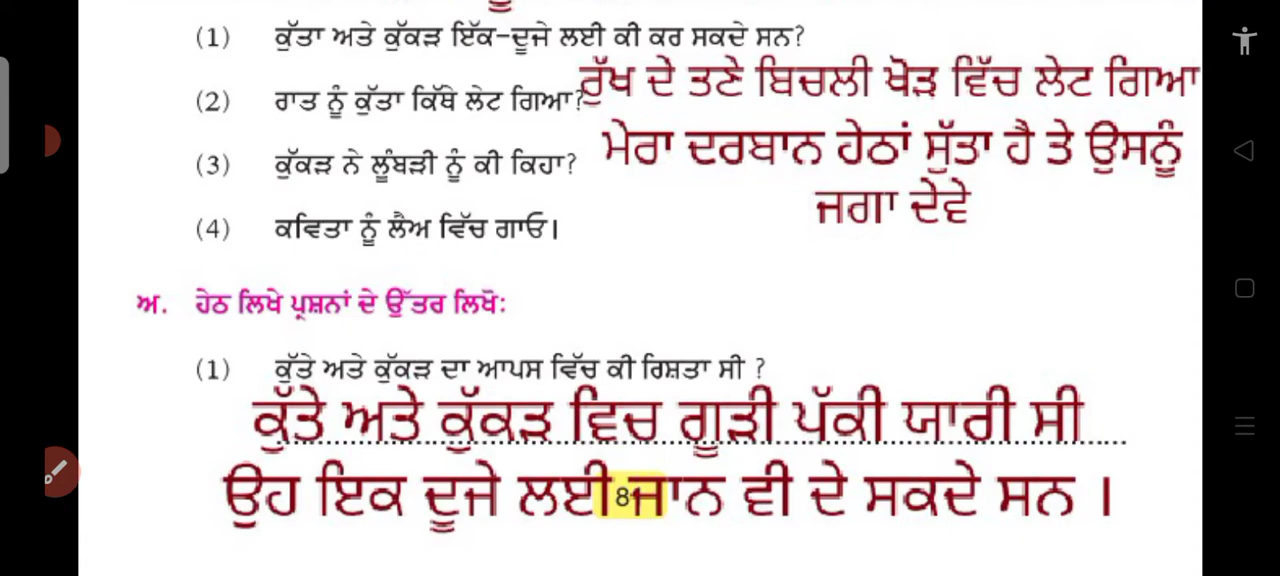 (1) ਕੁੱਤਾ ਅਤੇ ਕੁੱਕੜ ਇੱਕ-ਦੂਜੇ ਲਈ ਕੀ ਕਰ ਸਕਦੇ ਸਨ?
(2) ਰਾਤ ਨੂੰ ਕੁੱਤਾ ਕਿੱਥੇ ਲੇਟ ਗਿਆ? ਰੁੱਖ ਦੇ ਤਣੇ ਬਿਚਲੀ ਖੋੜ ਵਿੱਚ ਲੇਟ ਗਿਆ
(3) ਕੁੱਕੜ ਨੇ ਲੂੰਬੜੀ ਨੂੰ ਕੀ ਕਿਹਾ? ਮੇਰਾ ਦਰਬਾਨ ਹੇਠਾਂ ਸੁੱਤਾ ਹੈ ਤੇ ਉਸਨੂੰ
ਜਗਾ ਦੇਵੇ
(4) ਕਵਿਤਾ ਨੂੰ ਲੈਅ ਵਿੱਚ ਗਾਓ।
ਅ. ਹੇਠ ਲਿਖੇ ਪ੍ਰਸ਼ਨਾਂ ਦੇ ਉੱਤਰ ਲਿਖੋ:
(1) ਕੁੱਤੇ ਅਤੇ ਕੁੱਕੜ ਦਾ ਆਪਸ ਵਿੱਚ ਕੀ ਰਿਸ਼ਤਾ ਸੀ ?
ਕੁੱਤੇ ਅਤੇ ਕੁੱਕੜ ਵਿਚ ਗੂੜੀ ਪੱਕੀ ਯਾਰੀ ਸੀ
ਉਹ ਇਕ ਦੂਜੇ ਲਈ ਜਾਨ ਵੀ ਦੇ ਸਕਦੇ ਸਨ ।
8